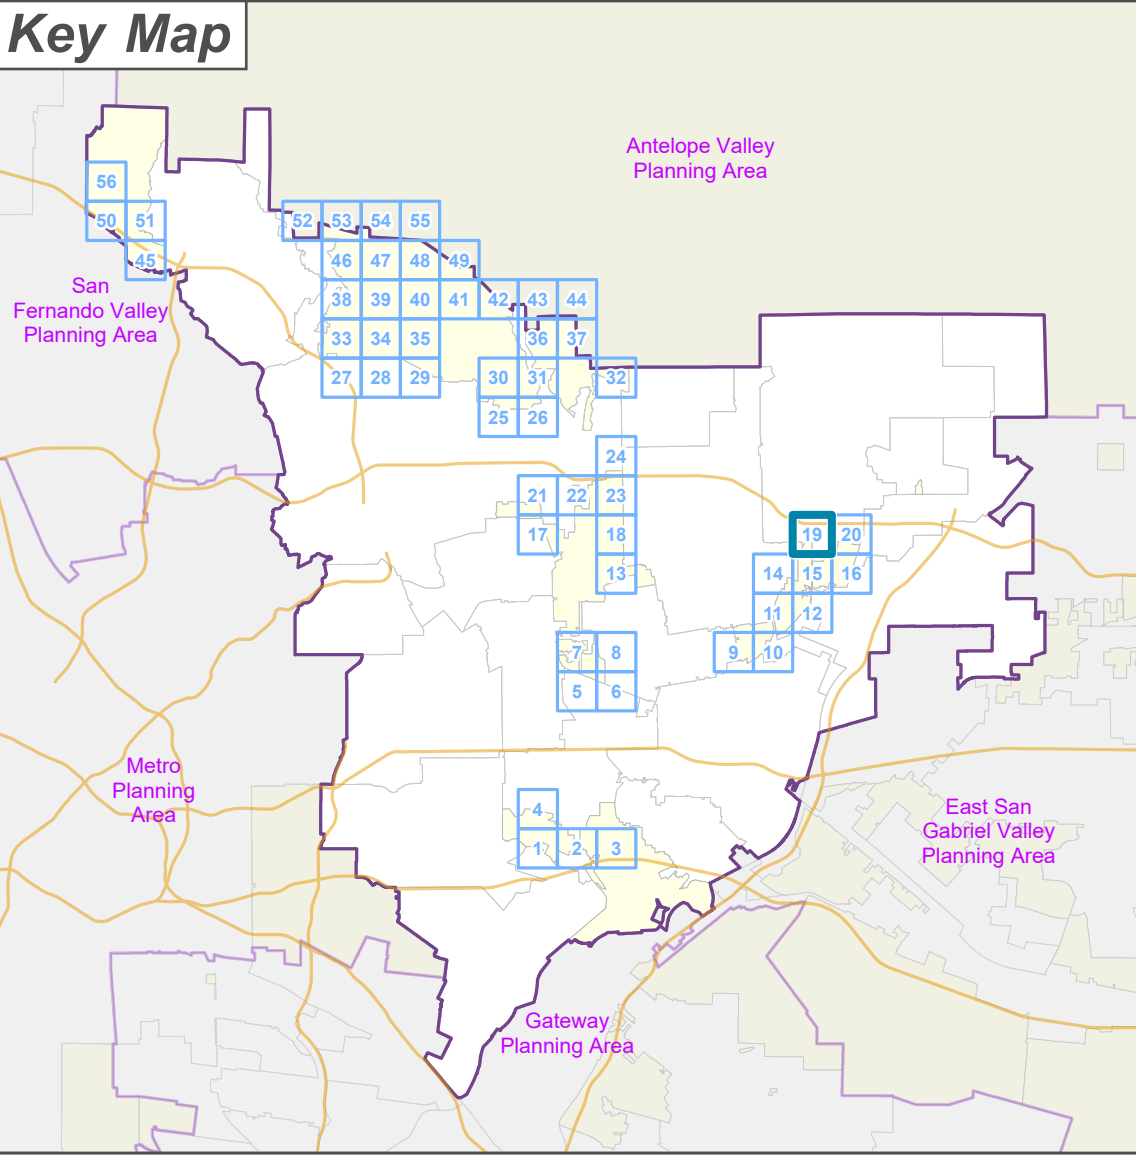 Key Map
Antelope Valley
Planning Area
56
50 51
52 53 54 55
45
46 47 48 49
San
Fernando Valley
Planning Area
38 39 40 41 42 43 44
33 34 35 36 37
27 28 29 30 31 32
25 26
24
21 22 23
17 18 19 20
13 14 15 16
11 12
7 8 9 10
5 6
Metro
Planning
Area
4
1 2 3
East San
Gabriel Valley
Planning Area
Gateway
Planning Area